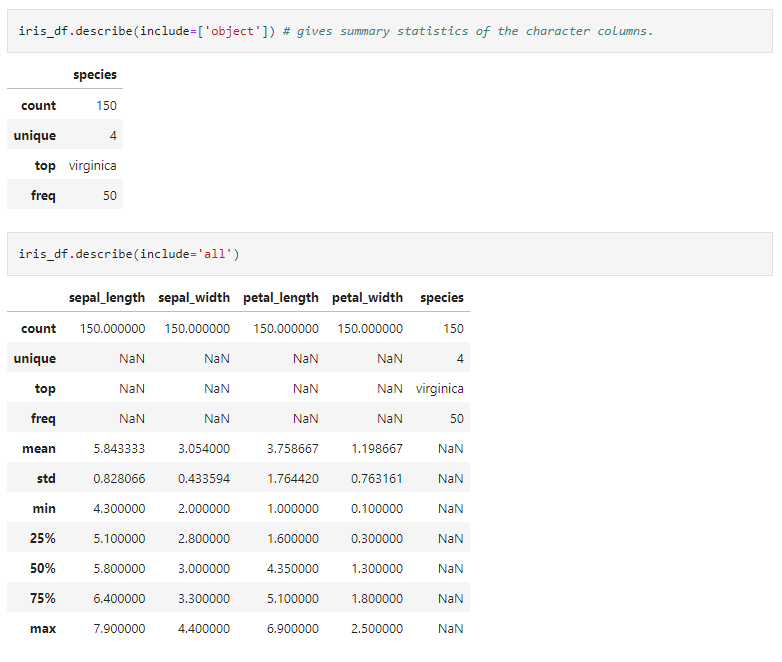 iris_df.describe(include=['object']) # gives summary statistics of the character columns.
species
count 150
unique 4
top virginica
freq 50
iris_df.describe(include='all')
sepal_length sepal_width petal_length petal_width species
count 150.000000 150.000000 150.000000 150.000000 150
unique NaN NaN NaN NaN 4
top NaN NaN NaN NaN virginica
freq NaN NaN NaN NaN 50
mean 5.843333 3.054000 3.758667 1.198667 NaN
std 0.828066 0.433594 1.764420 0.763161 NaN
min 4.300000 2.000000 1.000000 0.100000 NaN
25% 5.100000 2.800000 1.600000 0.300000 NaN
50% 5.800000 3.000000 4.350000 1.300000 NaN
75% 6.400000 3.300000 5.100000 1.800000 NaN
max 7.900000 4.400000 6.900000 2.500000 NaN